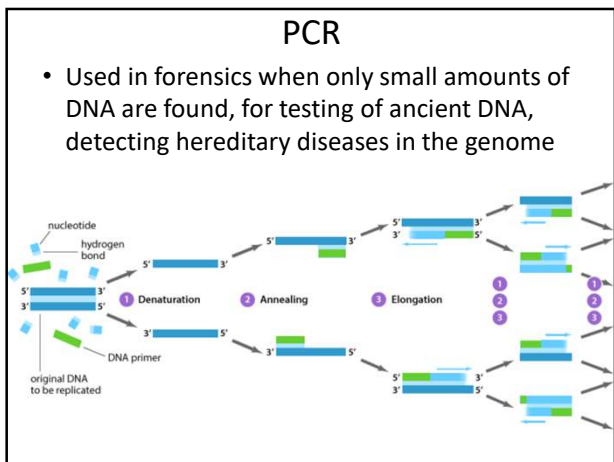 PCR
• Used in forensics when only small amounts of
DNA are found, for testing of ancient DNA,
detecting hereditary diseases in the genome
nucleotide
hydrogen
bond
5' 3'
3' 5'
DNA primer
original DNA
to be replicated
5' 3'
1 Denaturation
3' 5'
5' 3'
2 Annealing
3' 5'
5' 3'
3' 5'
3 Elongation
5' 3'
3' 5'
1
2
3
1
2
3